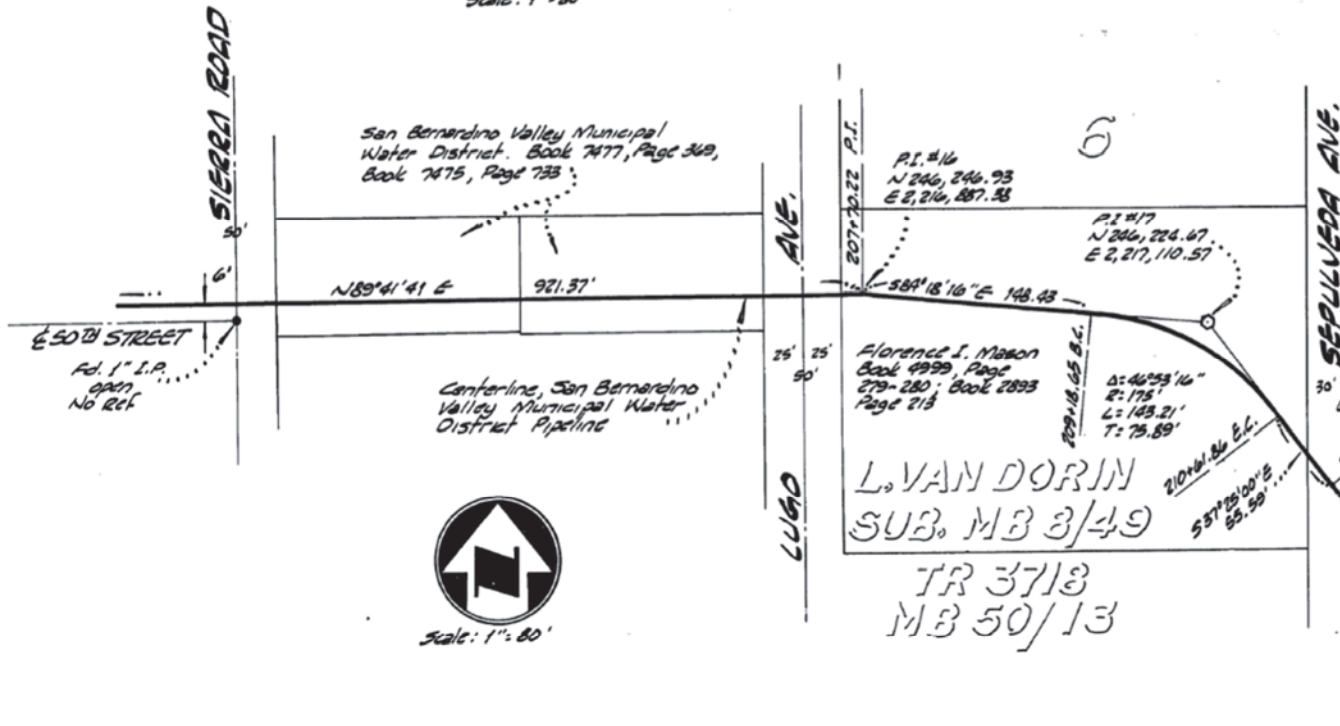 SIERRA ROAD
50'
6'
San Bernardino Valley Municipal
Water District. Book 7477, Page 369,
Book 7475, Page 733
N89°41'41 E
921.37'
℄ 50TH STREET
Fd. 1" I.P.
open
No Ref
Centerline, San Bernardino
Valley Municipal Water
District Pipeline
LUGO AVE.
25' 25'
50'
207+70.22 P.I.
P.I. #16
N 246, 246.93
E 2,216, 887.38
6
P.I #17
N 246, 224.67
E 2,217, 110.57
S84°18'16"E 148.43
Florence I. Mason
Book 4999, Page
279-280; Book 2893
Page 213
209+18.65 B.C.
Δ= 46°53'16"
R= 175'
L= 143.21'
T= 75.89'
210+61.86 E.C.
S37°25'00"E
SEPULVEDA AVE.
30'
L. VAN DORIN
SUB. MB 8/49
TR 3718
MB 50/13
Scale: 1"= 80'